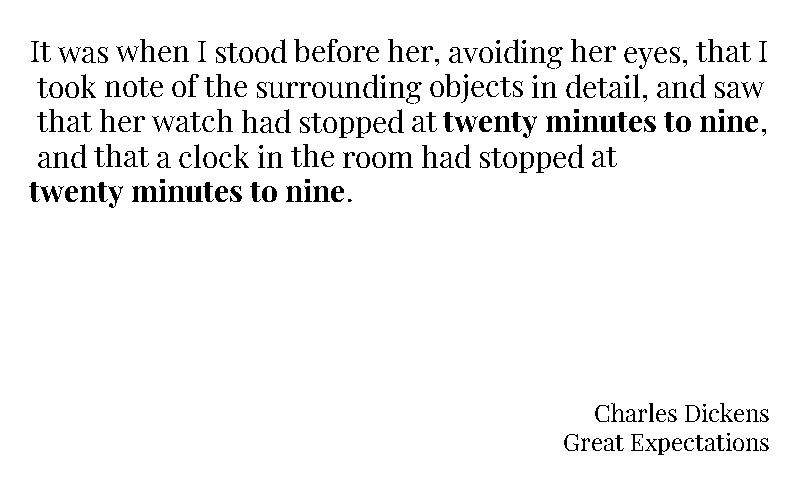 It was when I stood before her, avoiding her eyes, that I
took note of the surrounding objects in detail, and saw
that her watch had stopped at twenty minutes to nine,
and that a clock in the room had stopped at
twenty minutes to nine.
Charles Dickens
Great Expectations